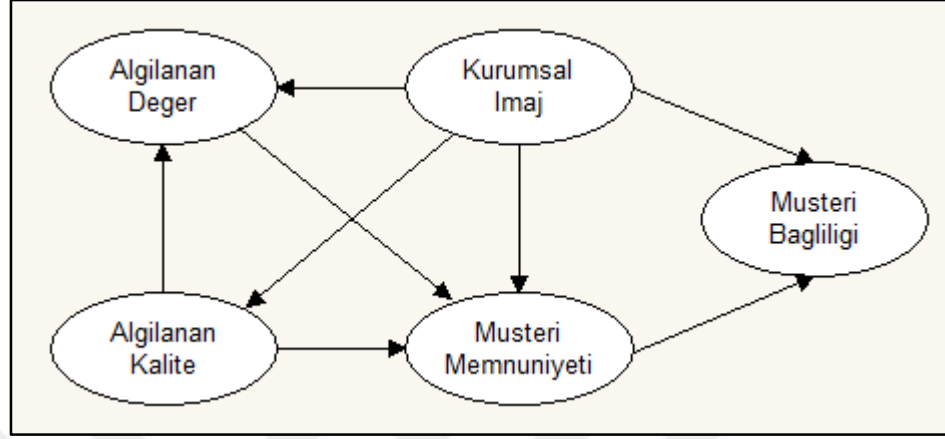 Algilanan
Deger
Kurumsal
Imaj
Musteri
Bagliligi
Algilanan
Kalite
Musteri
Memnuniyeti